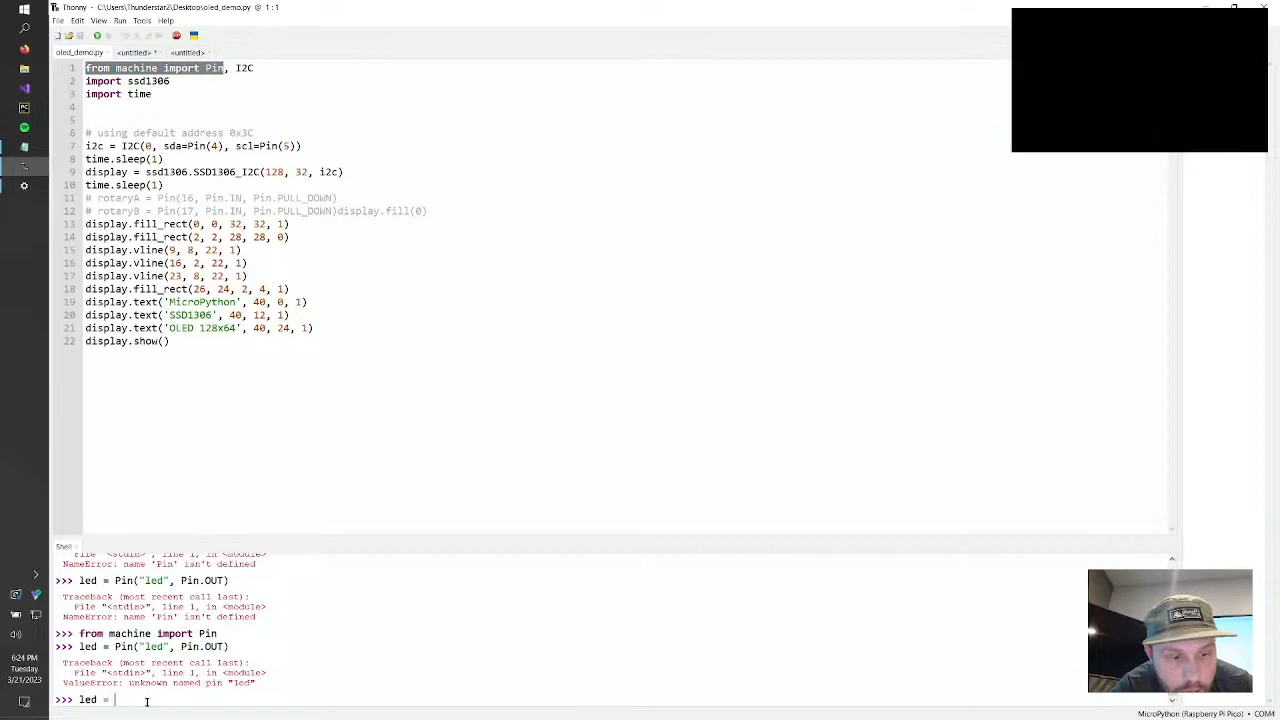 Thonny - C:\Users\Thunderstar2\Desktop\oled_demo.py @ 1 : 1
File Edit View Run Tools Help
oled_demo.py × <untitled> * <untitled> ×
1 from machine import Pin, I2C
2 import ssd1306
3 import time
4
5
6 # using default address 0x3C
7 i2c = I2C(0, sda=Pin(4), scl=Pin(5))
8 time.sleep(1)
9 display = ssd1306.SSD1306_I2C(128, 32, i2c)
10 time.sleep(1)
11 # rotaryA = Pin(16, Pin.IN, Pin.PULL_DOWN)
12 # rotaryB = Pin(17, Pin.IN, Pin.PULL_DOWN)display.fill(0)
13 display.fill_rect(0, 0, 32, 32, 1)
14 display.fill_rect(2, 2, 28, 28, 0)
15 display.vline(9, 8, 22, 1)
16 display.vline(16, 2, 22, 1)
17 display.vline(23, 8, 22, 1)
18 display.fill_rect(26, 24, 2, 4, 1)
19 display.text('MicroPython', 40, 0, 1)
20 display.text('SSD1306', 40, 12, 1)
21 display.text('OLED 128x64', 40, 24, 1)
22 display.show()
Shell ×
File "<stdin>", line 1, in <module>
NameError: name 'Pin' isn't defined
>>> led = Pin("led", Pin.OUT)
Traceback (most recent call last):
File "<stdin>", line 1, in <module>
NameError: name 'Pin' isn't defined
>>> from machine import Pin
>>> led = Pin("led", Pin.OUT)
Traceback (most recent call last):
File "<stdin>", line 1, in <module>
ValueError: unknown named pin "led"
>>> led =
6:24 PM
Tuesday
3/21/2023
MicroPython (Raspberry Pi Pico) • COM4